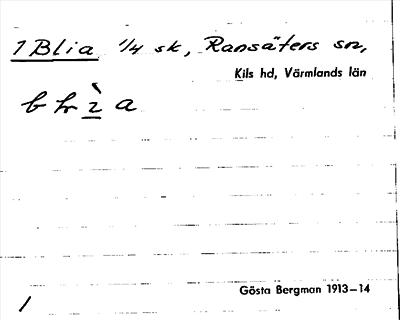 1 Blia 1/4 sk, Ransäters sn,
Kils hd, Värmlands län
Gösta Bergman 1913–14
1